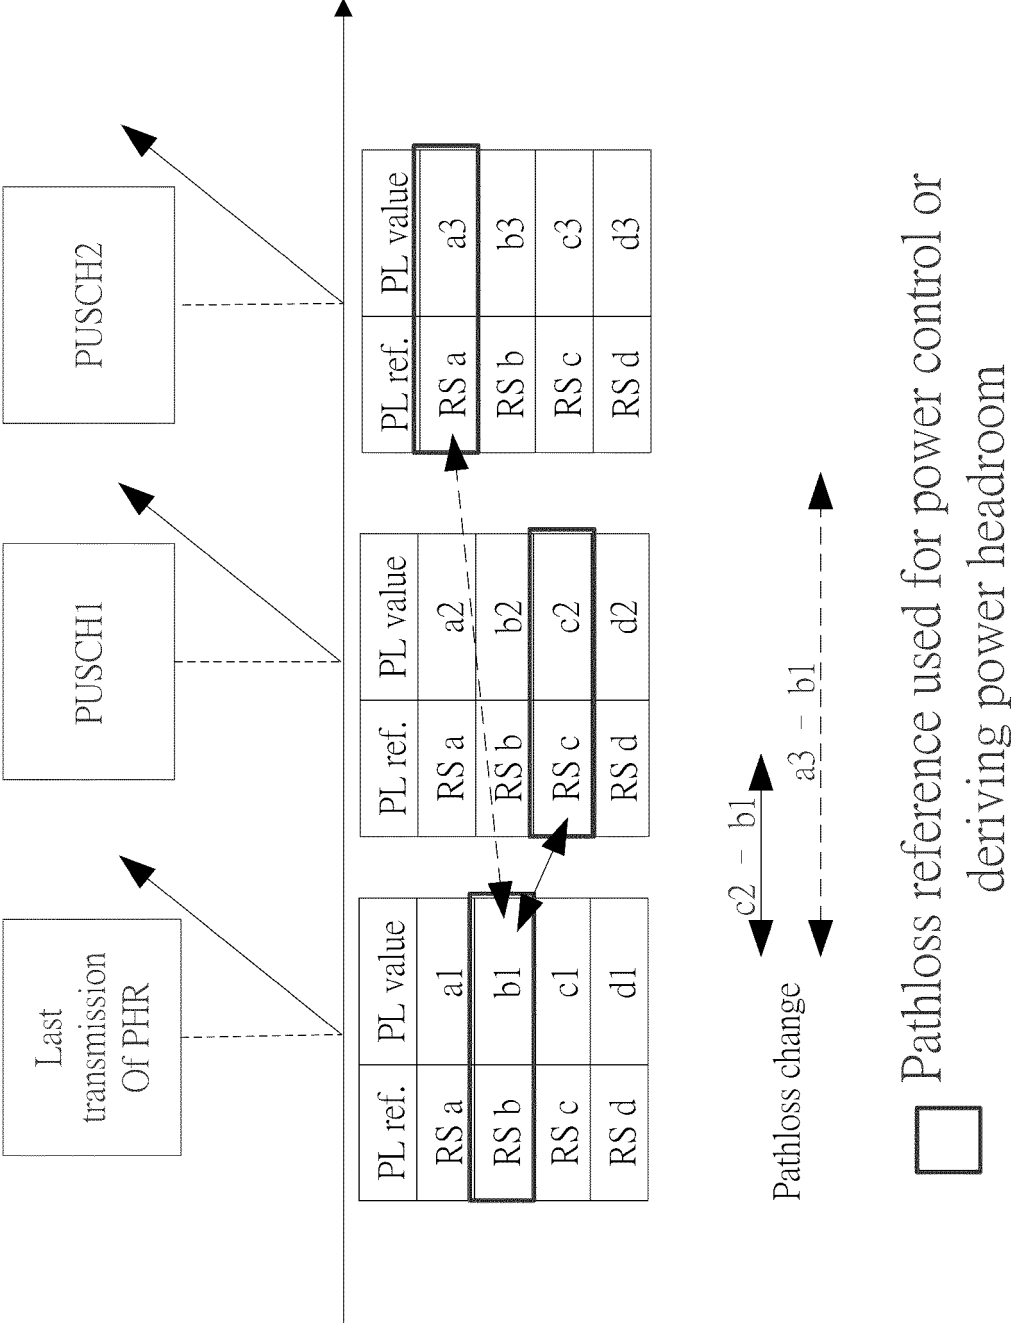 Last
transmission
Of PHR
PUSCH1
PUSCH2
PL ref. PL value
RS a a1
RS b b1
RS c c1
RS d d1
PL ref. PL value
RS a a2
RS b b2
RS c c2
RS d d2
PL ref. PL value
RS a a3
RS b b3
RS c c3
RS d d3
Pathloss change
c2 - b1
a3 - b1
Pathloss reference used for power control or
deriving power headroom